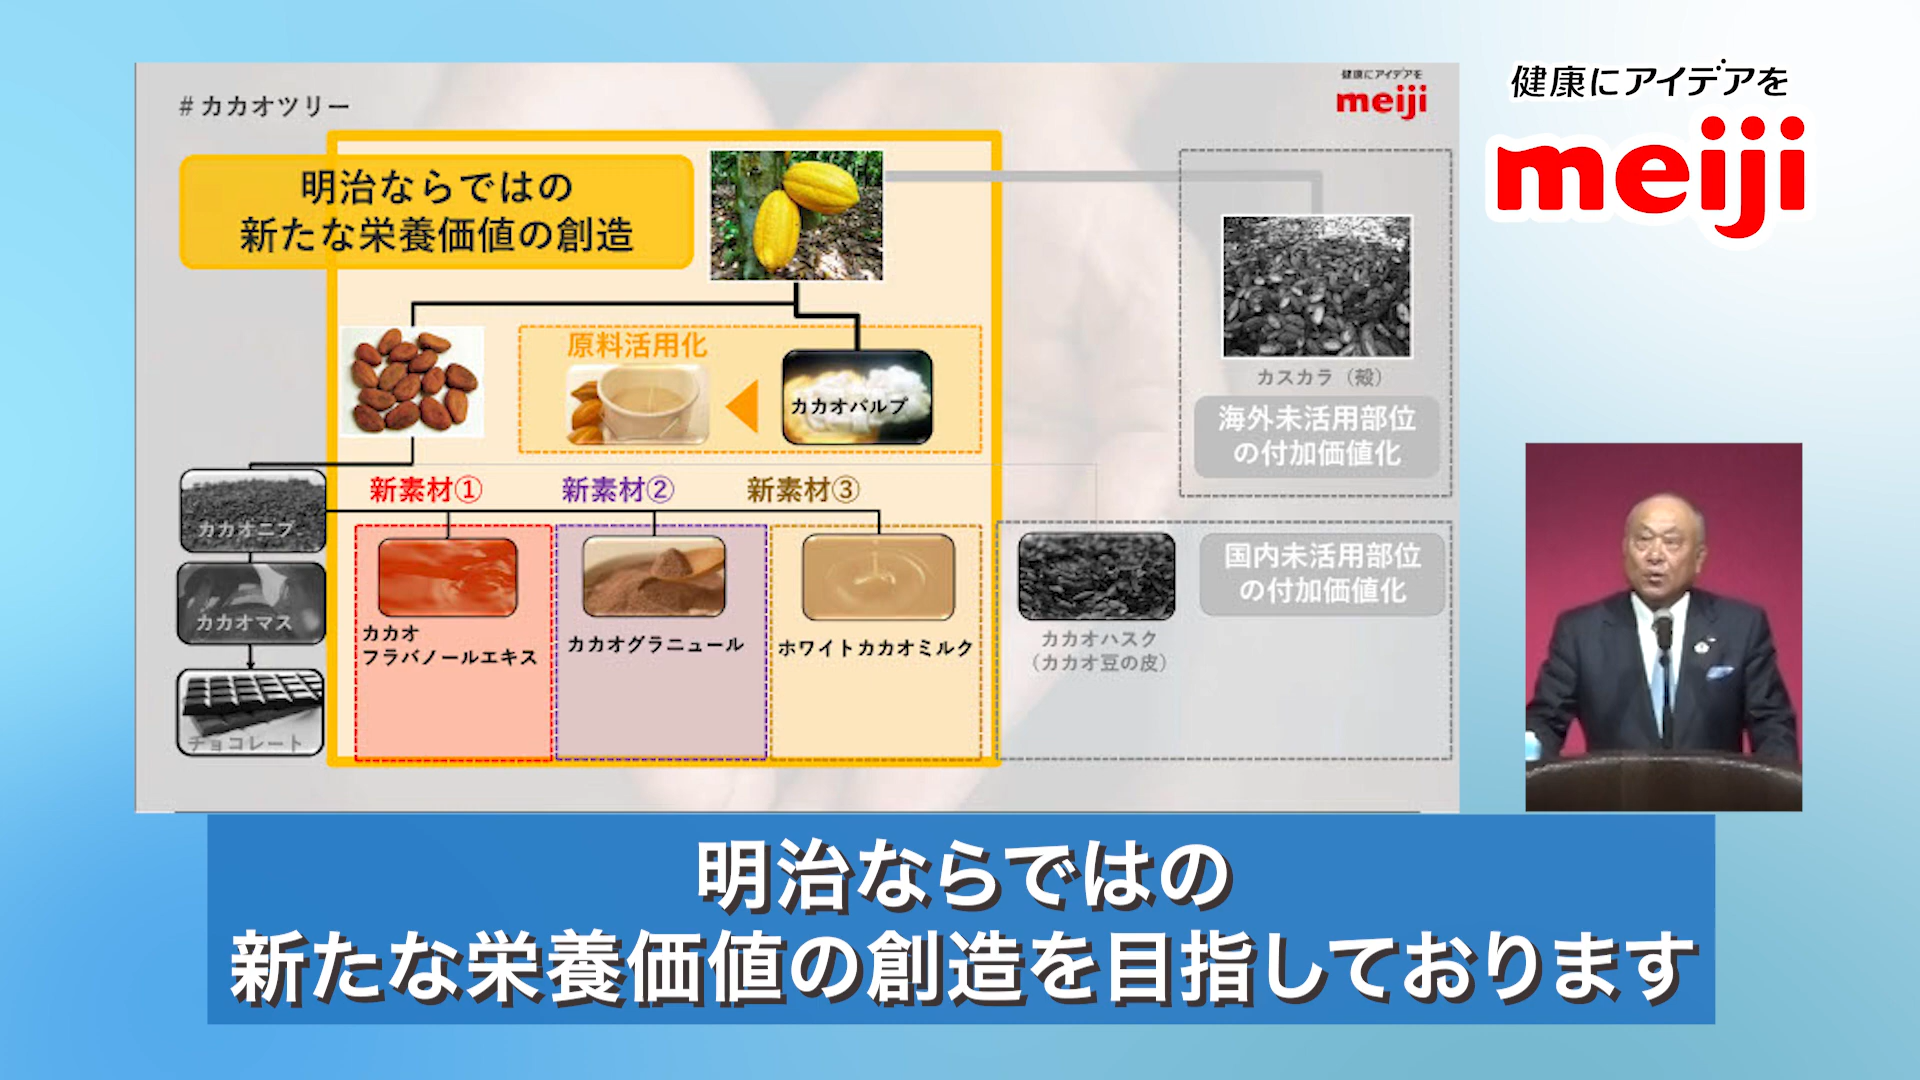 #カカオツリー
健康にアイデアを
meiji
健康にアイデアを
meiji
明治ならではの
新たな栄養価値の創造
原料活用化
カカオパルプ
カスカラ（殻）
海外未活用部位
の付加価値化
新素材①
新素材②
新素材③
カカオニブ
カカオマス
チョコレート
カカオ
フラバノールエキス
カカオグラニュール
ホワイトカカオミルク
カカオハスク
（カカオ豆の皮）
国内未活用部位
の付加価値化
明治ならではの
新たな栄養価値の創造を目指しております